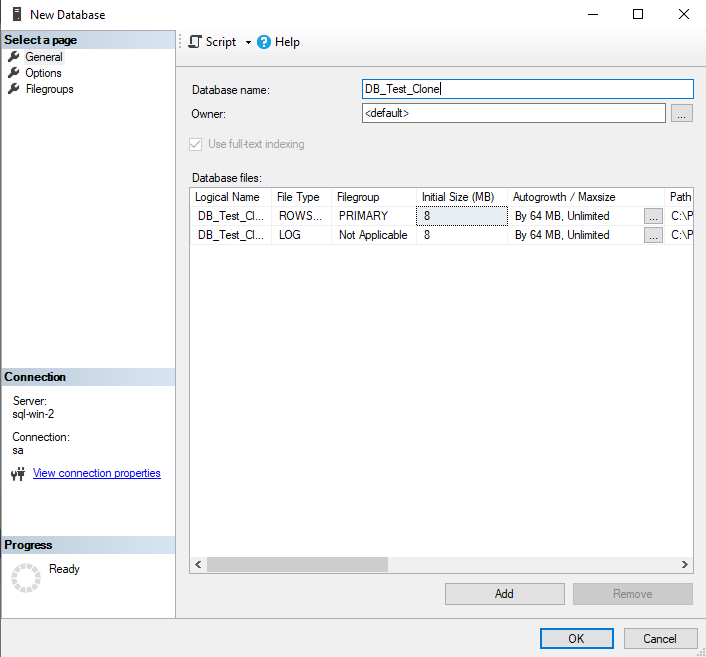 New Database
Select a page
General
Options
Filegroups
Script
Help
Database name:
DB_Test_Clone
Owner:
<default>
...
Use full-text indexing
Database files:
Logical Name File Type Filegroup Initial Size (MB) Autogrowth / Maxsize Path
DB_Test_Cl... ROWS... PRIMARY 8 By 64 MB, Unlimited ... C:\P
DB_Test_Cl... LOG Not Applicable 8 By 64 MB, Unlimited ... C:\P
Connection
Server:
sql-win-2
Connection:
sa
View connection properties
Progress
Ready
Add Remove
OK Cancel